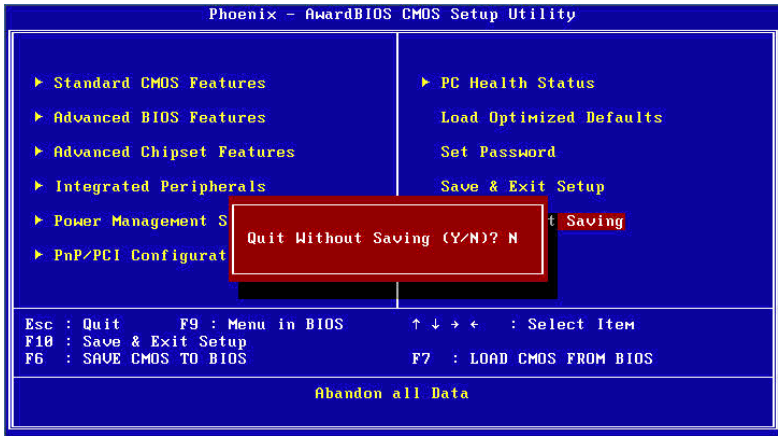 Phoenix - AwardBIOS CMOS Setup Utility
► Standard CMOS Features
► Advanced BIOS Features
► Advanced Chipset Features
► Integrated Peripherals
► Power Management S
► PnP/PCI Configurat
► PC Health Status
Load Optimized Defaults
Set Password
Save & Exit Setup
t Saving
Quit Without Saving (Y/N)? N
Esc : Quit F9 : Menu in BIOS ↑ ↓ → ← : Select Item
F10 : Save & Exit Setup
F6 : SAVE CMOS TO BIOS F7 : LOAD CMOS FROM BIOS
Abandon all Data